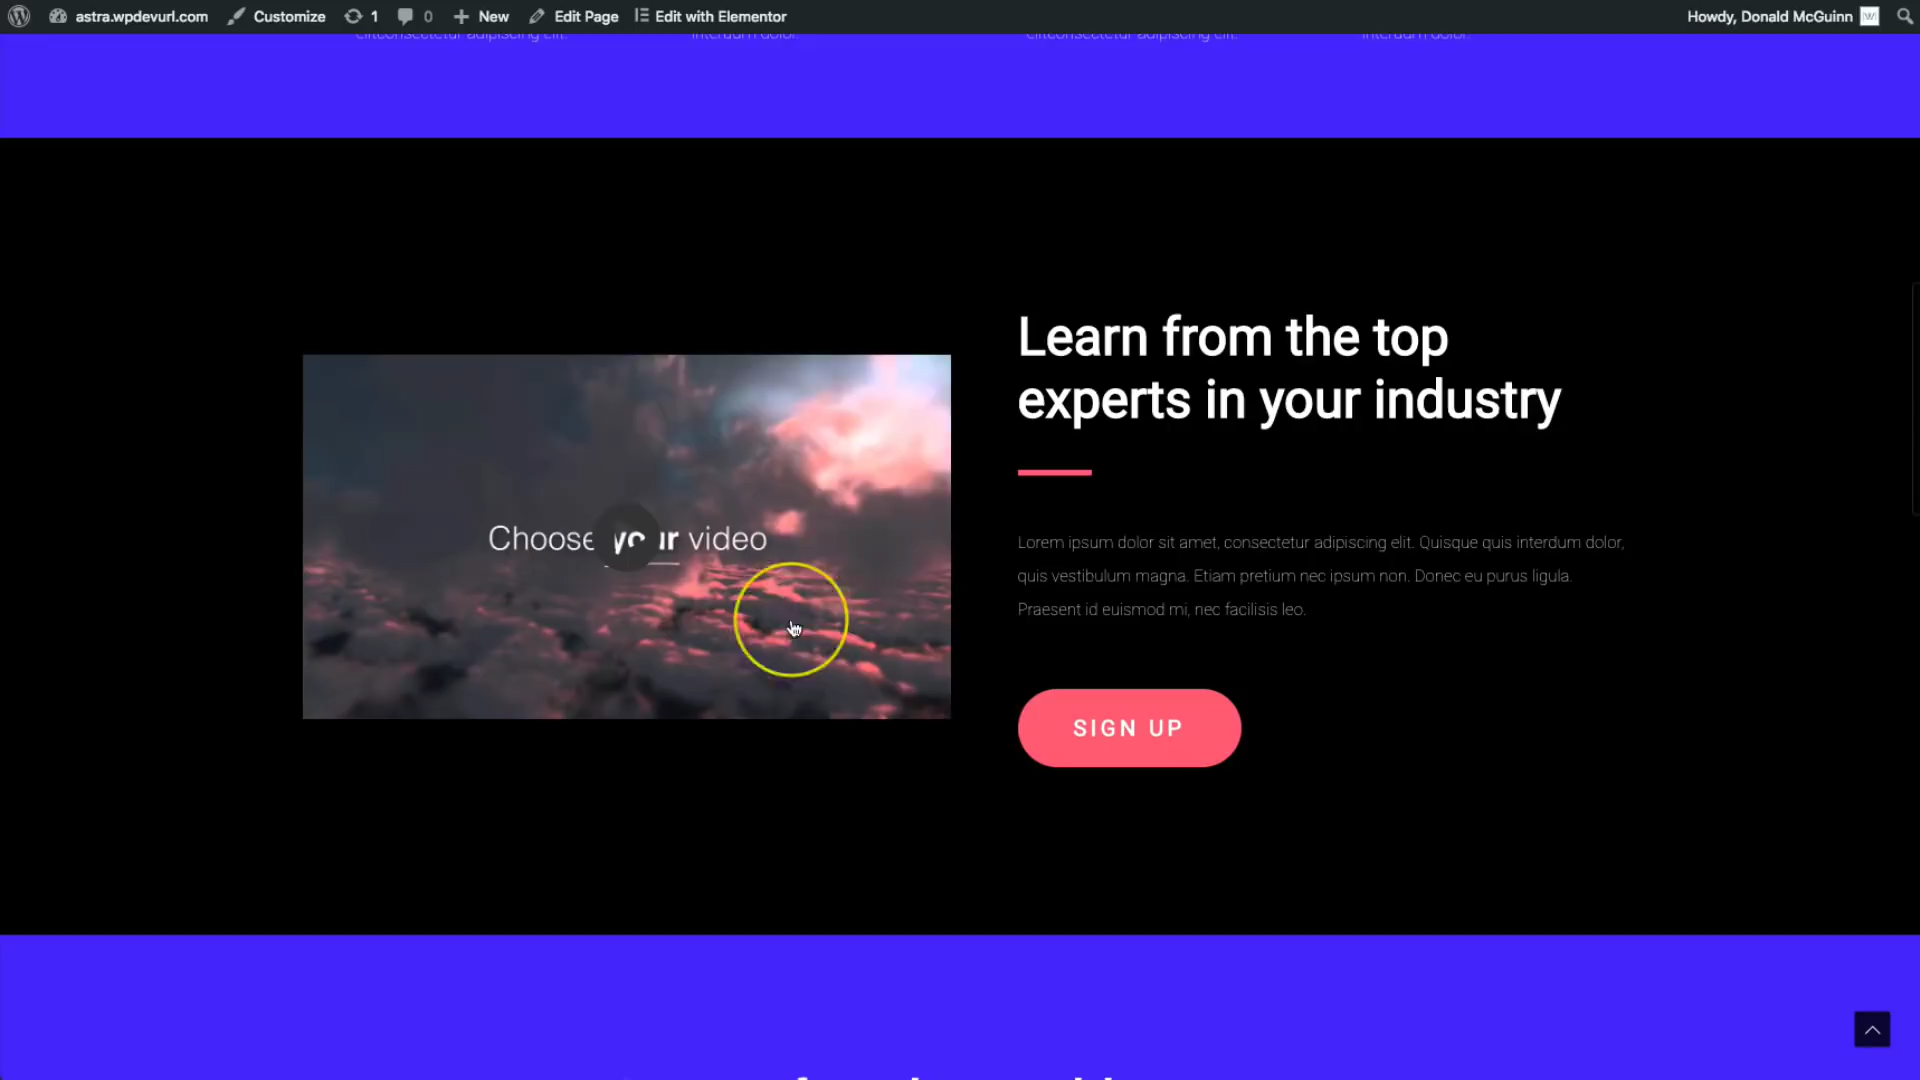 astra.wpdevurl.com Customize 1 0 New Edit Page Edit with Elementor Howdy, Donald McGuinn
Learn from the top
experts in your industry
Choose your video
Lorem ipsum dolor sit amet, consectetur adipiscing elit. Quisque quis interdum dolor,
quis vestibulum magna. Etiam pretium nec ipsum non. Donec eu purus ligula.
Praesent id euismod mi, nec facilisis leo.
SIGN UP